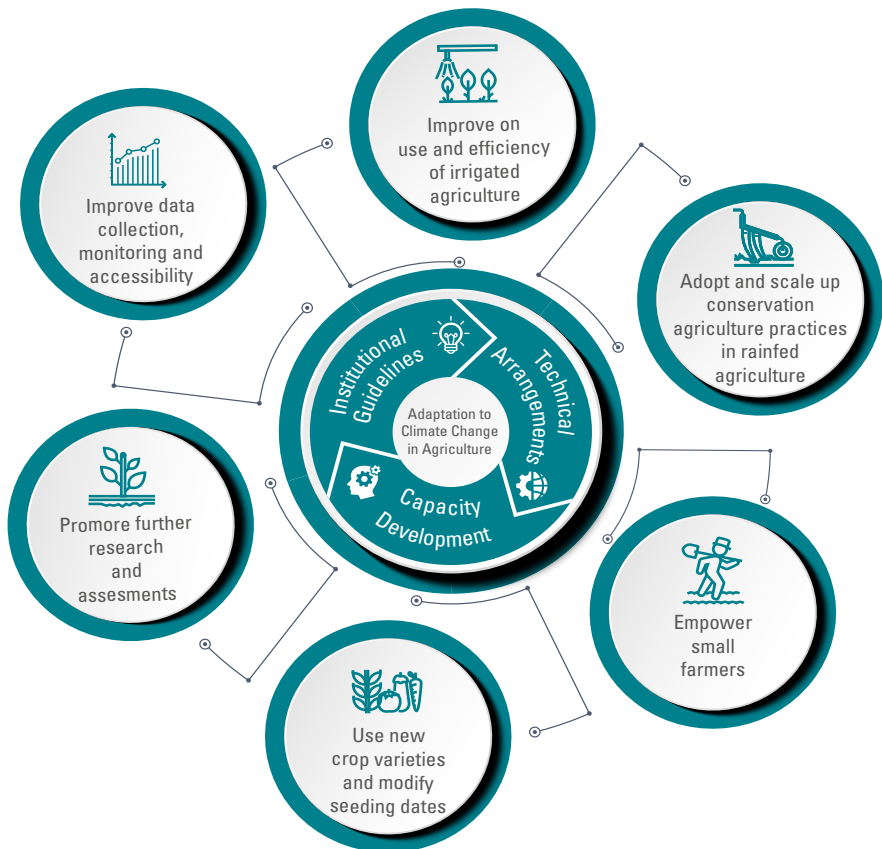 Improve on
use and efficiency
of irrigated
agriculture
Improve data
collection,
monitoring and
accessibility
Adopt and scale up
conservation
agriculture practices
in rainfed
agriculture
Institutional
Guidelines
Technical
Arrangements
Adaptation to
Climate Change
in Agriculture
Capacity
Development
Promore further
research
and
assesments
Empower
small
farmers
Use new
crop varieties
and modify
seeding dates